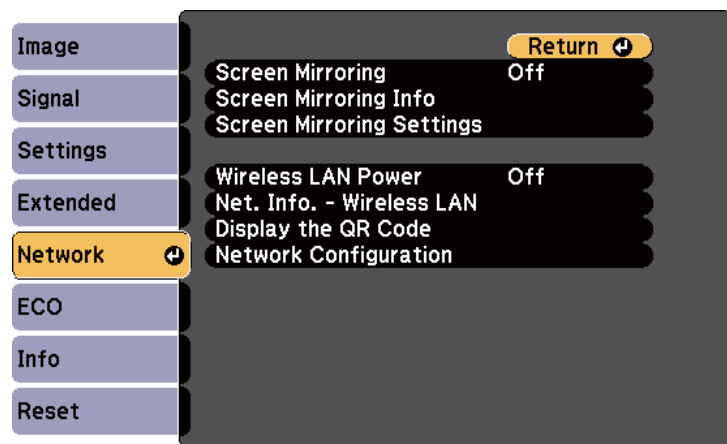 Image
Signal
Settings
Extended
Network
ECO
Info
Reset
Return
Screen Mirroring Off
Screen Mirroring Info
Screen Mirroring Settings
Wireless LAN Power Off
Net. Info. - Wireless LAN
Display the QR Code
Network Configuration